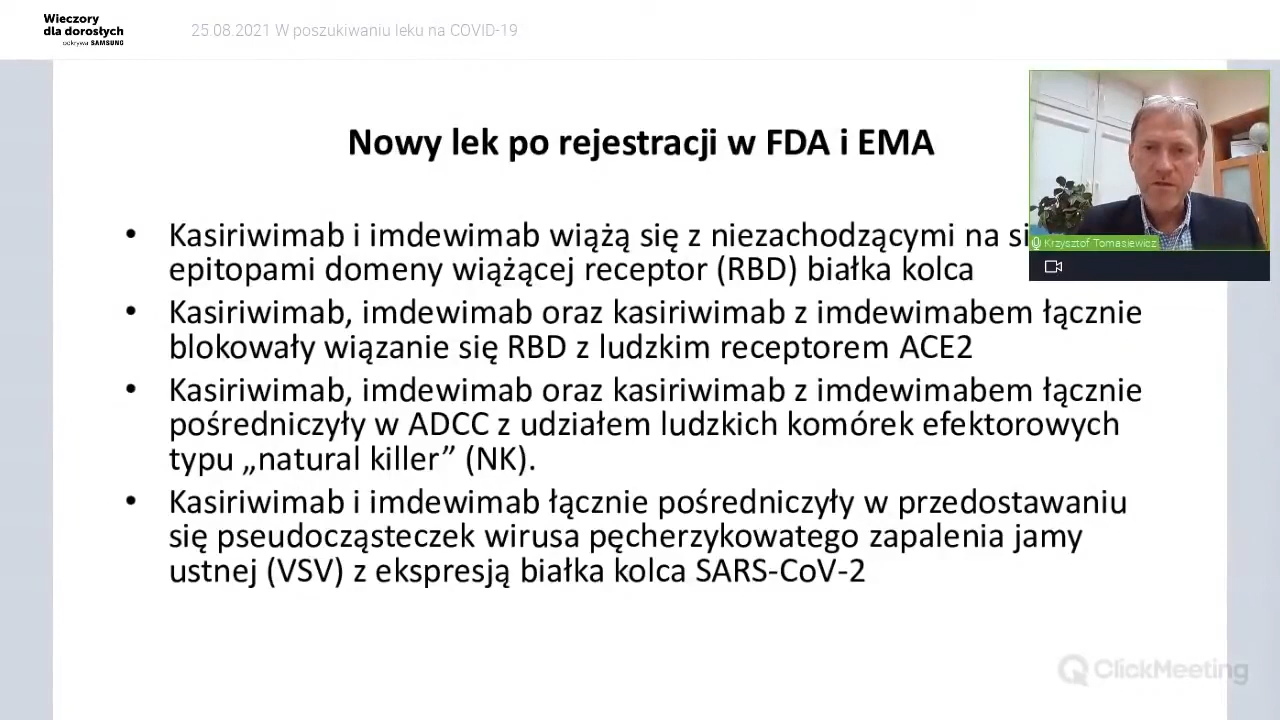 Wieczory
dla dorosłych
odkrywa SAMSUNG
25.08.2021 W poszukiwaniu leku na COVID-19
Nowy lek po rejestracji w FDA i EMA
• Kasiriwimab i imdewimab wiążą się z niezachodzącymi na si
epitopami domeny wiążącej receptor (RBD) białka kolca
• Kasiriwimab, imdewimab oraz kasiriwimab z imdewimabem łącznie
blokowały wiązanie się RBD z ludzkim receptorem ACE2
• Kasiriwimab, imdewimab oraz kasiriwimab z imdewimabem łącznie
pośredniczyły w ADCC z udziałem ludzkich komórek efektorowych
typu „natural killer” (NK).
• Kasiriwimab i imdewimab łącznie pośredniczyły w przedostawaniu
się pseudocząsteczek wirusa pęcherzykowatego zapalenia jamy
ustnej (VSV) z ekspresją białka kolca SARS-CoV-2
Krzysztof Tomasiewicz
ClickMeeting